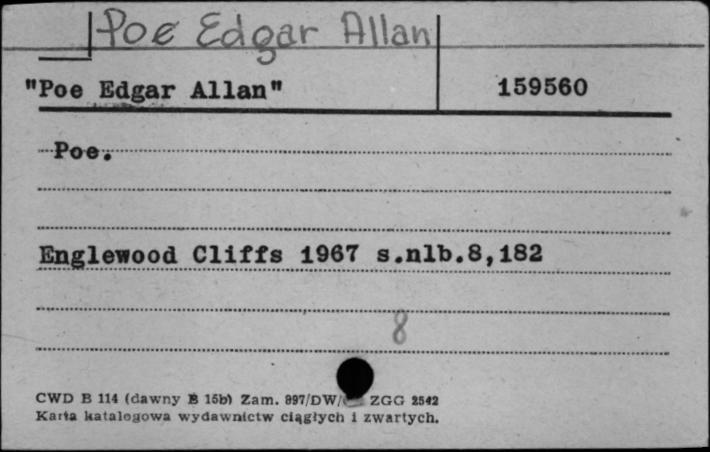 Poe Edgar Allan
"Poe Edgar Allan" 159560
Poe.
Englewood Cliffs 1967 s.nlb.8,182
8
CWD B 114 (dawny B 15b) Zam. 997/DW/ ZGG 2542
Karta katalogowa wydawnictw ciągłych i zwartych.